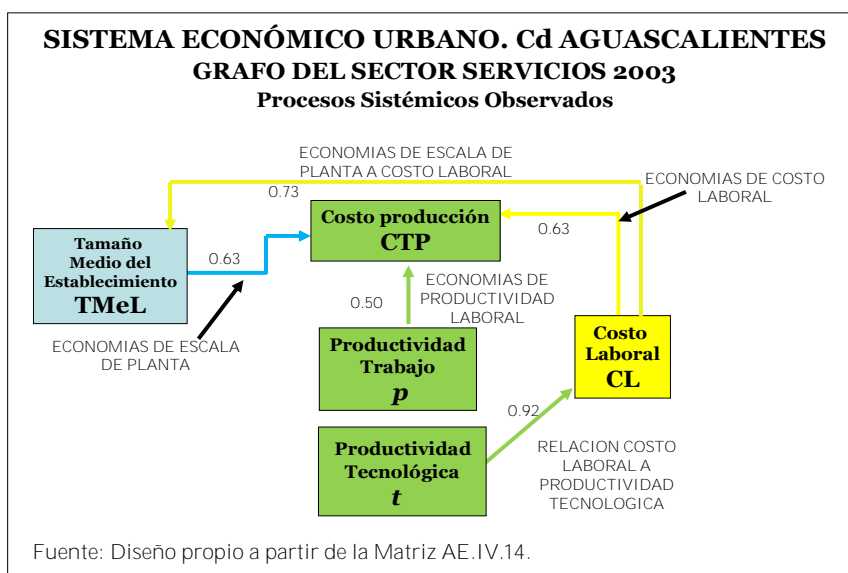 SISTEMA ECONÓMICO URBANO. Cd AGUASCALIENTES
GRAFO DEL SECTOR SERVICIOS 2003
Procesos Sistémicos Observados
ECONOMIAS DE ESCALA DE
PLANTA A COSTO LABORAL
ECONOMIAS DE COSTO
LABORAL
0.73
Costo producción
CTP
0.63
Tamaño
Medio del
Establecimiento
TMeL
0.63
ECONOMIAS DE
PRODUCTIVIDAD
LABORAL
0.50
ECONOMIAS DE ESCALA
DE PLANTA
Productividad
Trabajo
p
Costo
Laboral
CL
0.92
Productividad
Tecnológica
t
RELACION COSTO
LABORAL A
PRODUCTIVIDAD
TECNOLOGICA
Fuente: Diseño propio a partir de la Matriz AE.IV.14.